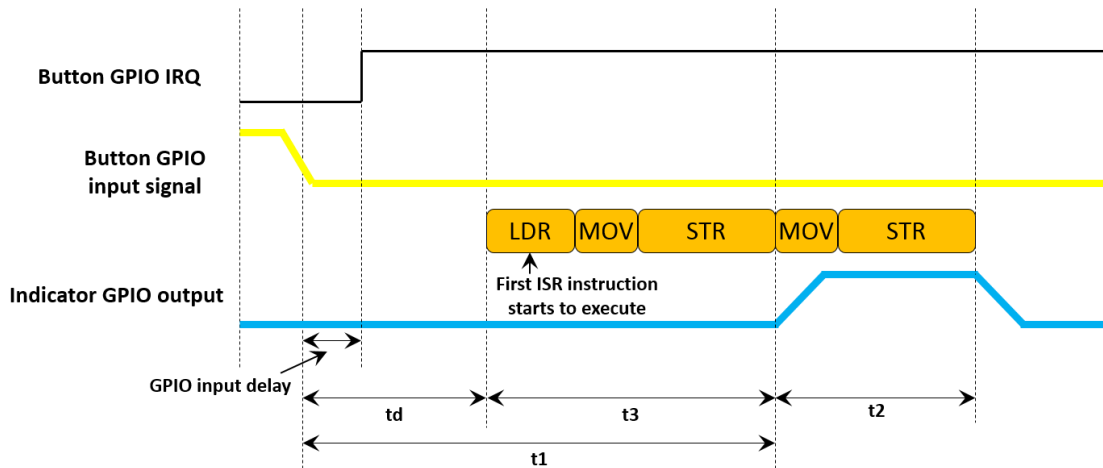 Button GPIO IRQ
Button GPIO
input signal
LDR MOV STR MOV STR
First ISR instruction
starts to execute
Indicator GPIO output
GPIO input delay
td t3 t2
t1